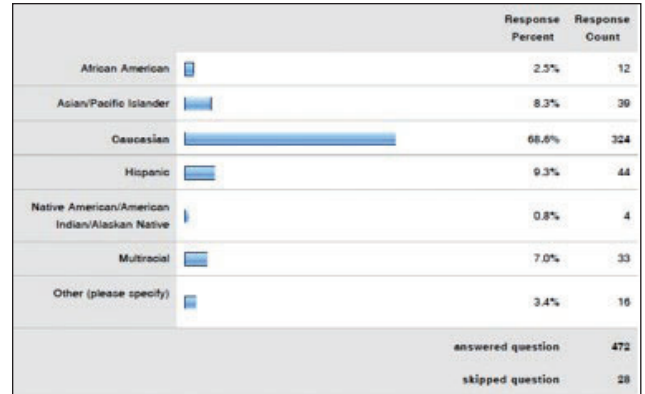 Response Response
Percent Count
African American 2.5% 12
Asian/Pacific Islander 8.3% 39
Caucasian 68.6% 324
Hispanic 9.3% 44
Native American/American
Indian/Alaskan Native 0.8% 4
Multiracial 7.0% 33
Other (please specify) 3.4% 16
answered question 472
skipped question 28